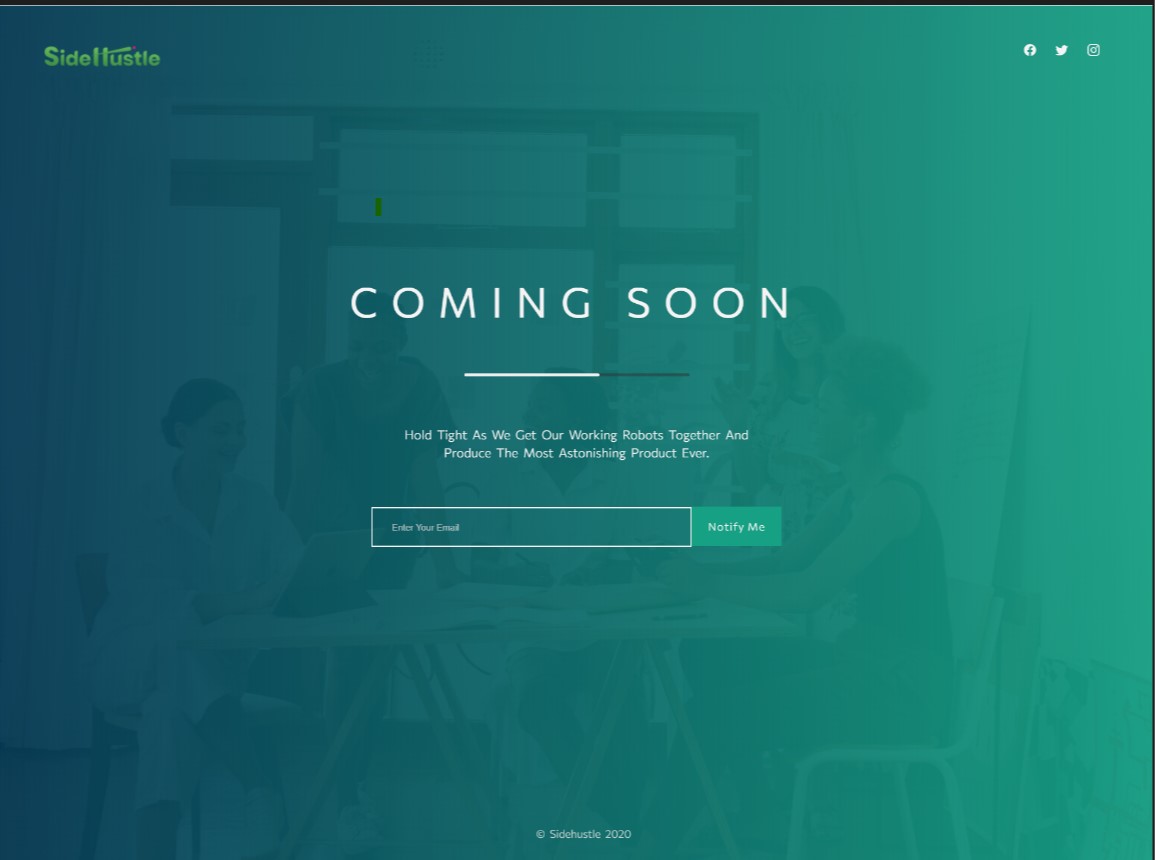 SideHustle
COMING SOON
Hold Tight As We Get Our Working Robots Together And
Produce The Most Astonishing Product Ever.
Enter Your Email
Notify Me
© Sidehustle 2020